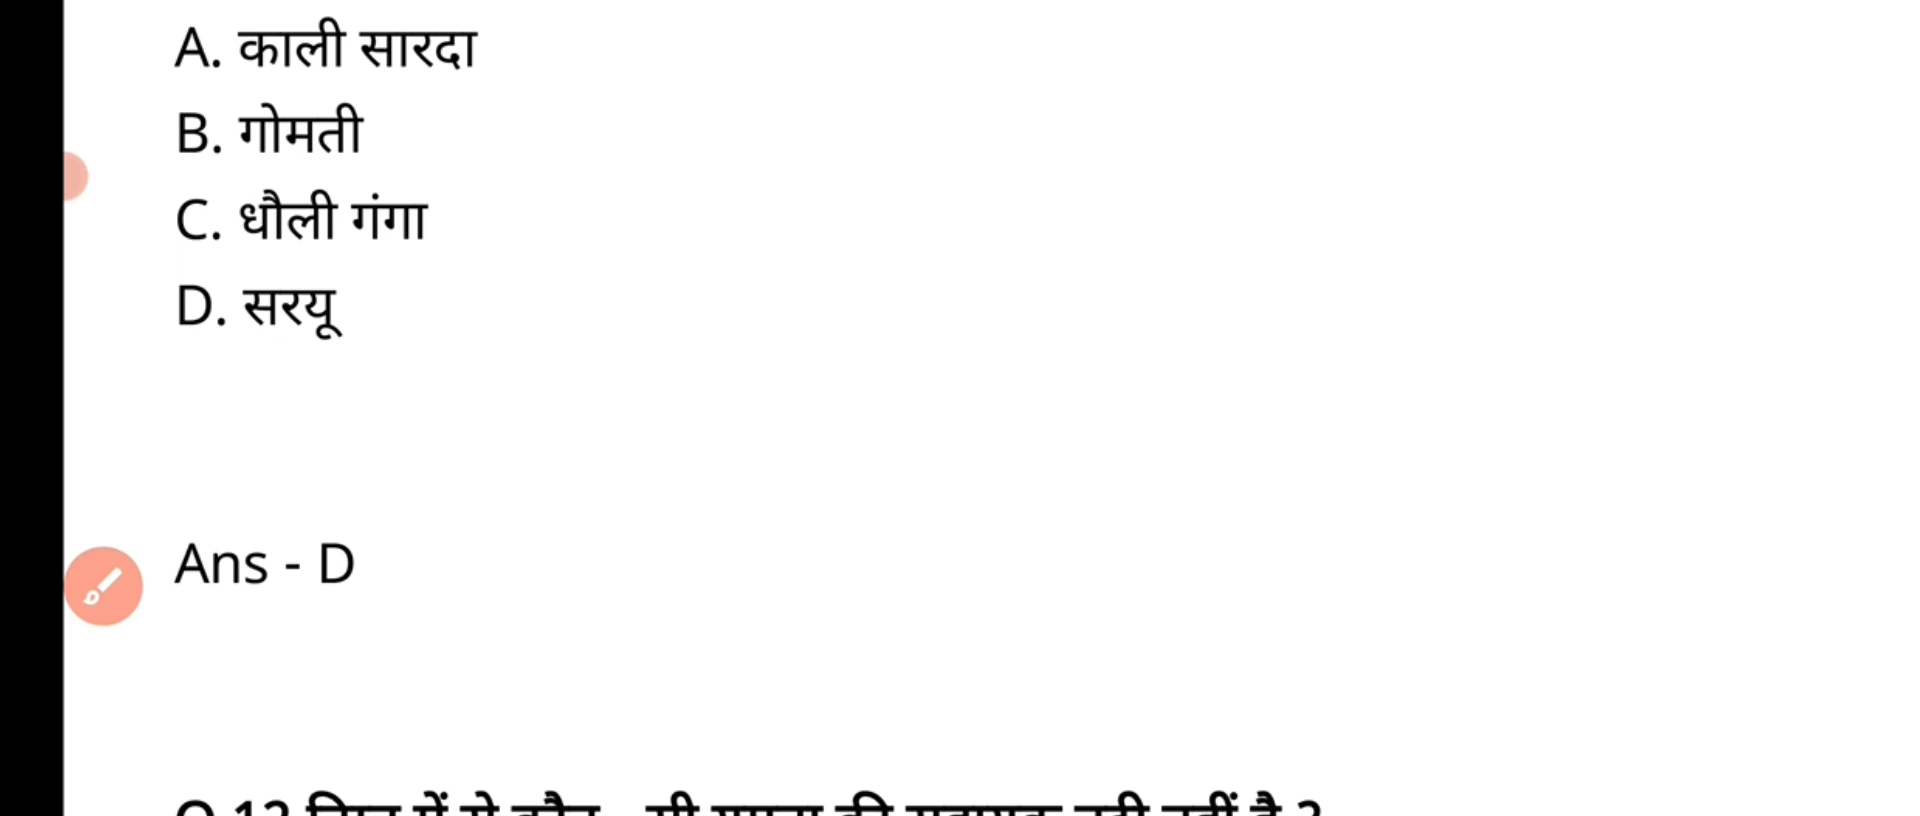 A. काली सारदा
B. गोमती
C. धौली गंगा
D. सरयू
Ans - D